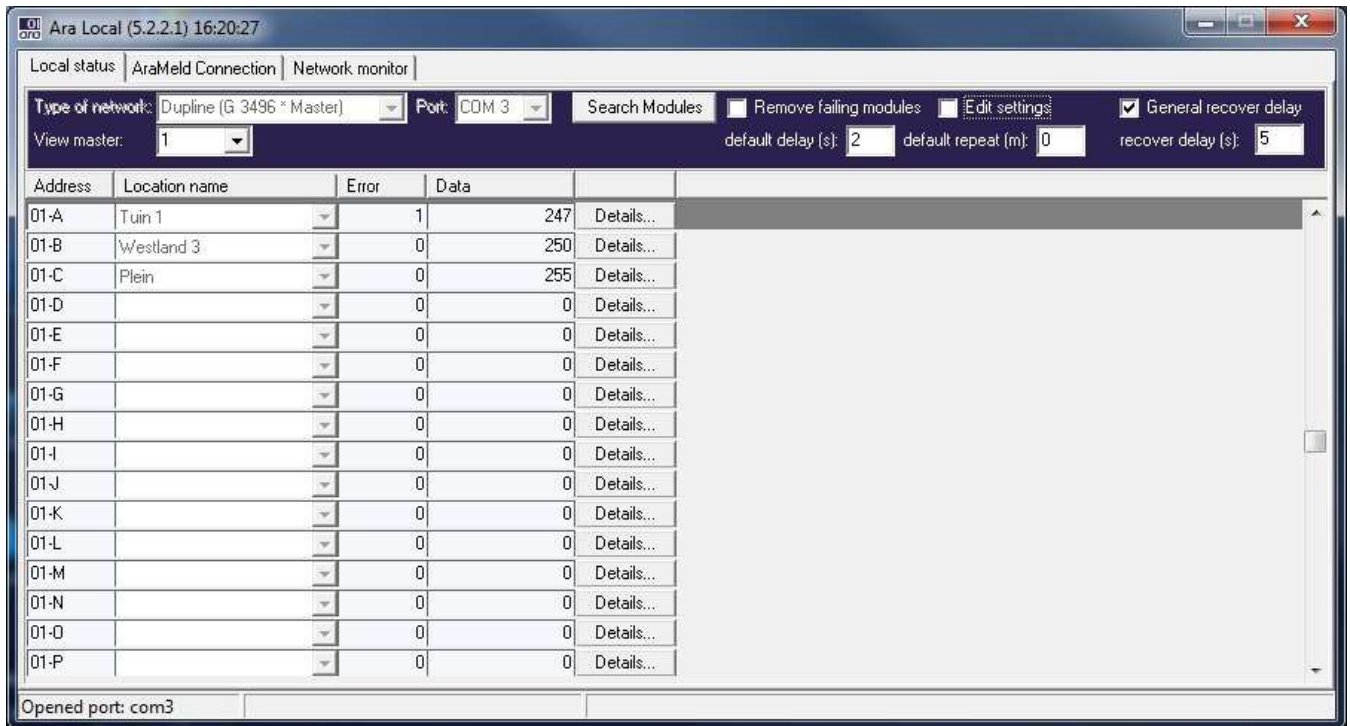 Ara Local (5.2.2.1) 16:20:27
Local status AraMeld Connection Network monitor
Type of network: Dupline (G 3496 * Master) Port: COM 3 Search Modules Remove failing modules Edit settings General recover delay
View master: 1 default delay (s): 2 default repeat (m): 0 recover delay (s): 5
Address Location name Error Data
01-A Tuin 1 1 247 Details...
01-B Westland 3 0 250 Details...
01-C Plein 0 255 Details...
01-D 0 0 Details...
01-E 0 0 Details...
01-F 0 0 Details...
01-G 0 0 Details...
01-H 0 0 Details...
01-I 0 0 Details...
01-J 0 0 Details...
01-K 0 0 Details...
01-L 0 0 Details...
01-M 0 0 Details...
01-N 0 0 Details...
01-O 0 0 Details...
01-P 0 0 Details...
Opened port: com3